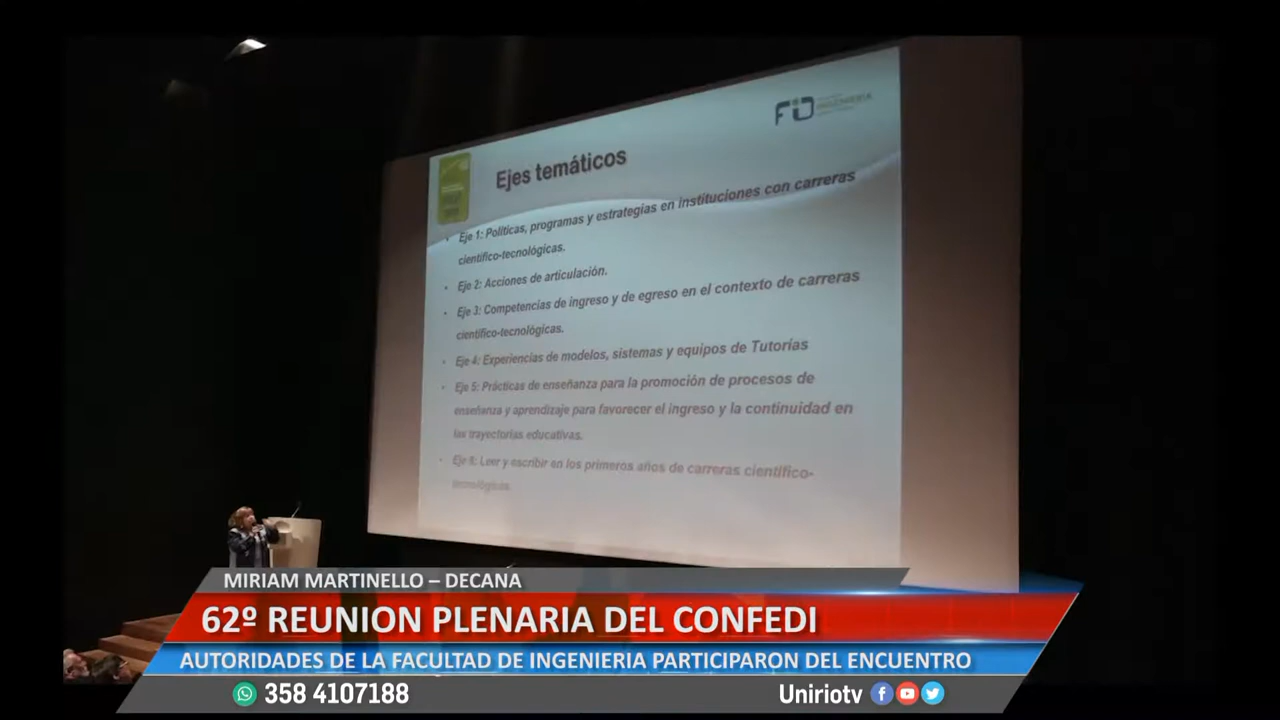 FIO
INGENIERIA
Ejes temáticos
Eje 1: Políticas, programas y estrategias en instituciones con carreras
científico-tecnológicas.
Eje 2: Acciones de articulación.
Eje 3: Competencias de ingreso y de egreso en el contexto de carreras
científico-tecnológicas.
Eje 4: Experiencias de modelos, sistemas y equipos de Tutorías
Eje 5: Prácticas de enseñanza para la promoción de procesos de
enseñanza y aprendizaje para favorecer el ingreso y la continuidad en
las trayectorias educativas.
Eje 6: Leer y escribir en los primeros años de carreras científico-
tecnológicas.
MIRIAM MARTINELLO – DECANA
62º REUNION PLENARIA DEL CONFEDI
AUTORIDADES DE LA FACULTAD DE INGENIERIA PARTICIPARON DEL ENCUENTRO
358 4107188
Uniriotv